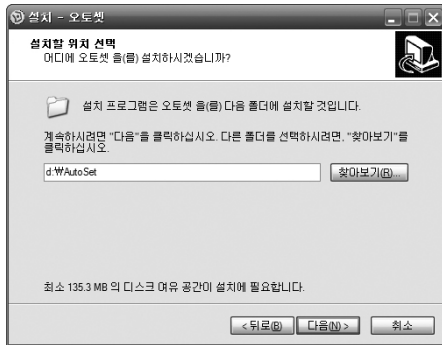 설치 - 오토셋
설치할 위치 선택
어디에 오토셋 을(를) 설치하시겠습니까?
설치 프로그램은 오토셋 을(를) 다음 폴더에 설치할 것입니다.
계속하시려면 "다음"을 클릭하십시오. 다른 폴더를 선택하시려면, "찾아보기"를
클릭하십시오.
d:₩AutoSet
찾아보기(R)...
최소 135.3 MB 의 디스크 여유 공간이 설치에 필요합니다.
< 뒤로(B)
다음(N) >
취소